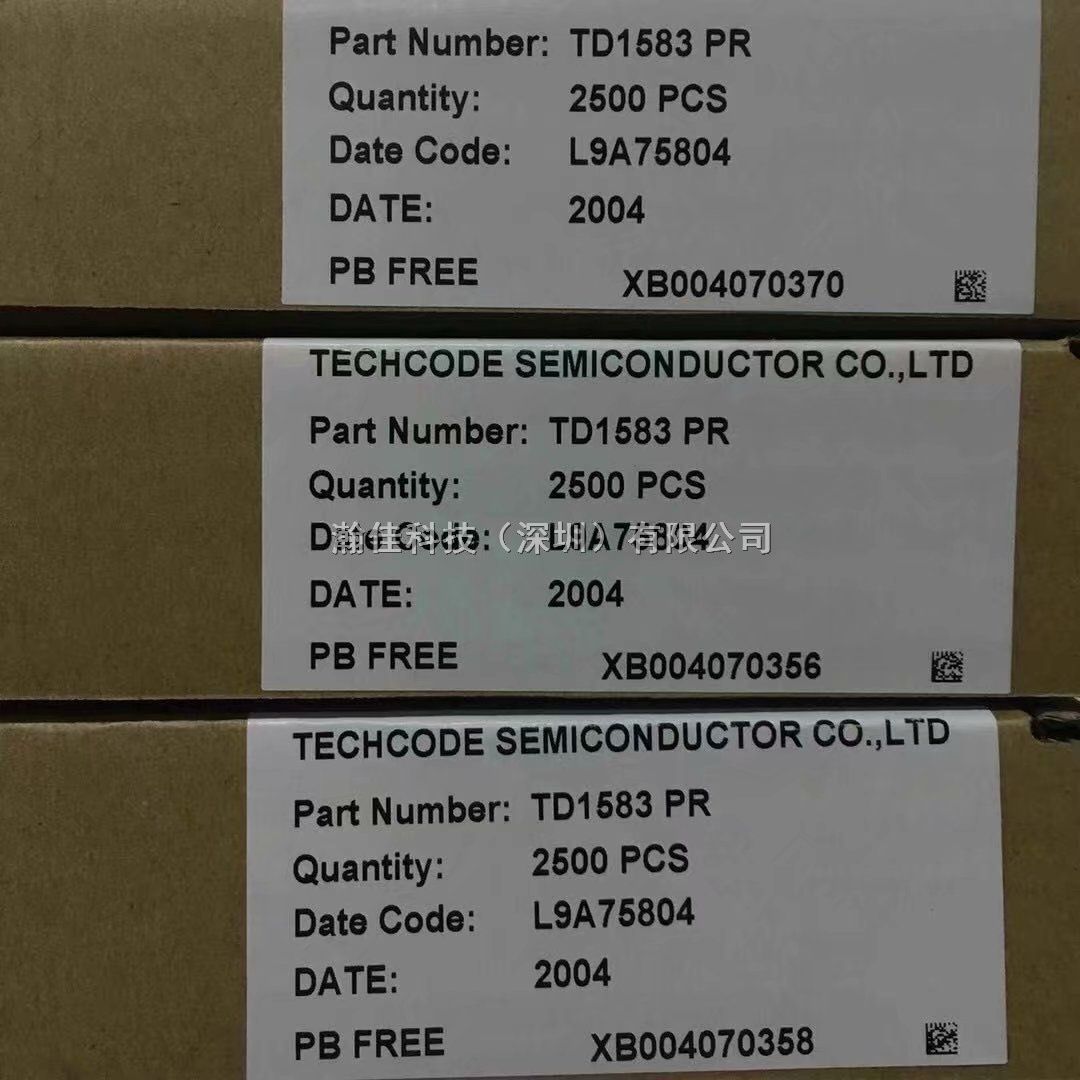 Part Number: TD1583 PR
Quantity: 2500 PCS
Date Code: L9A75804
DATE: 2004
PB FREE XB004070370
TECHCODE SEMICONDUCTOR CO.,LTD
Part Number: TD1583 PR
Quantity: 2500 PCS
瀚佳科技（深圳）有限公司
DATE: 2004
PB FREE XB004070356
TECHCODE SEMICONDUCTOR CO.,LTD
Part Number: TD1583 PR
Quantity: 2500 PCS
Date Code: L9A75804
DATE: 2004
PB FREE XB004070358